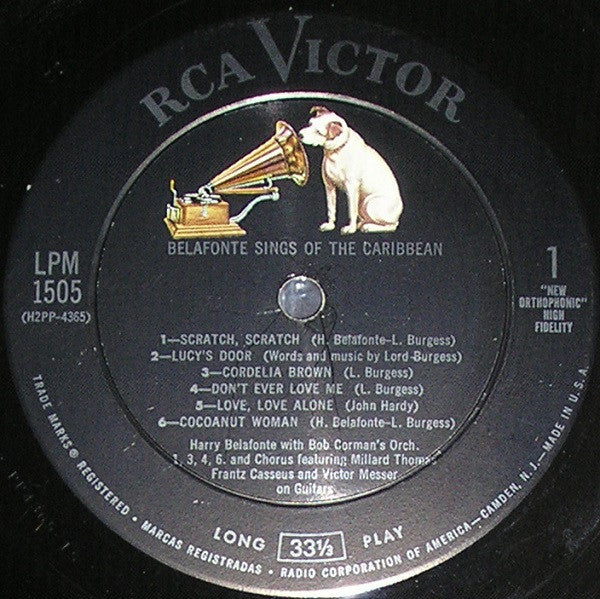 RCA VICTOR
BELAFONTE SINGS OF THE CARIBBEAN
LPM
1505
(H2PP-4365)
1
"NEW
ORTHOPHONIC"
HIGH
FIDELITY
1—SCRATCH, SCRATCH (H. Belafonte-L. Burgess)
2—LUCY'S DOOR (Words and music by Lord Burgess)
3—CORDELIA BROWN (L. Burgess)
4—DON'T EVER LOVE ME (L. Burgess)
5—LOVE, LOVE ALONE (John Hardy)
6—COCOANUT WOMAN (H. Belafonte-L. Burgess)
Harry Belafonte with Bob Corman's Orch.
1, 3, 4, 6. and Chorus featuring Millard Thomas
Frantz Casseus and Victor Messer
on Guitars
LONG 33⅓ PLAY
TRADE MARKS ® REGISTERED • MARCAS REGISTRADAS • RADIO CORPORATION OF AMERICA—CAMDEN, N. J.—MADE IN U.S.A.